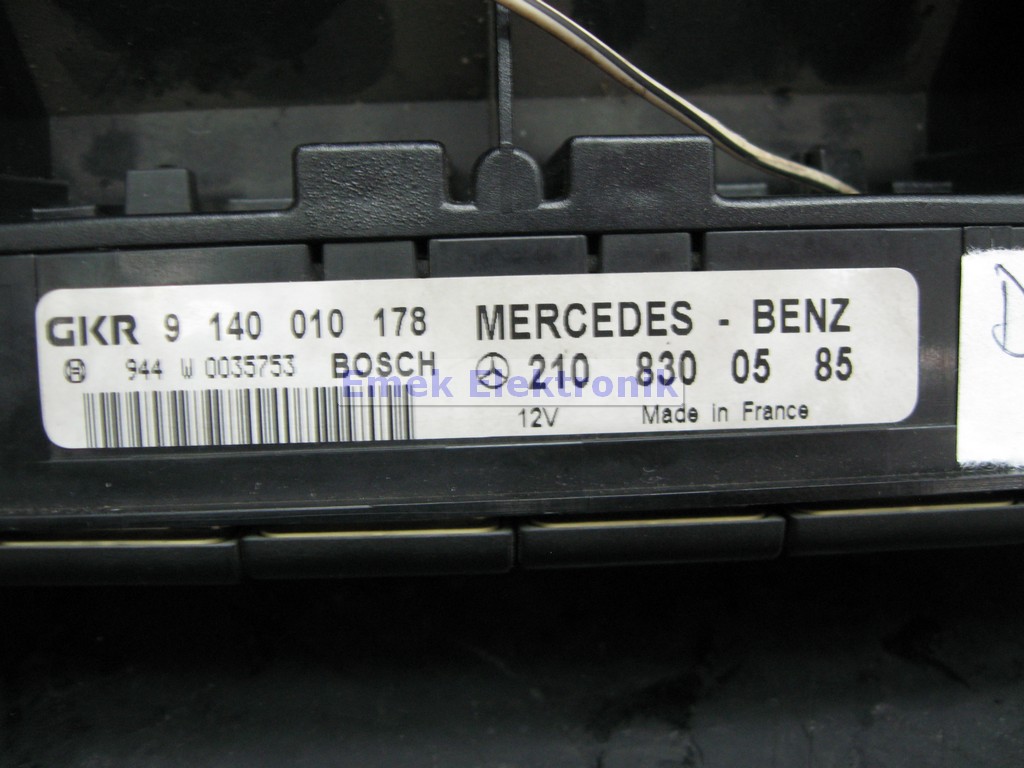 GKR 9 140 010 178 MERCEDES - BENZ
944 W 0035753 BOSCH 210 830 05 85
Emek Elektronik
12V Made in France